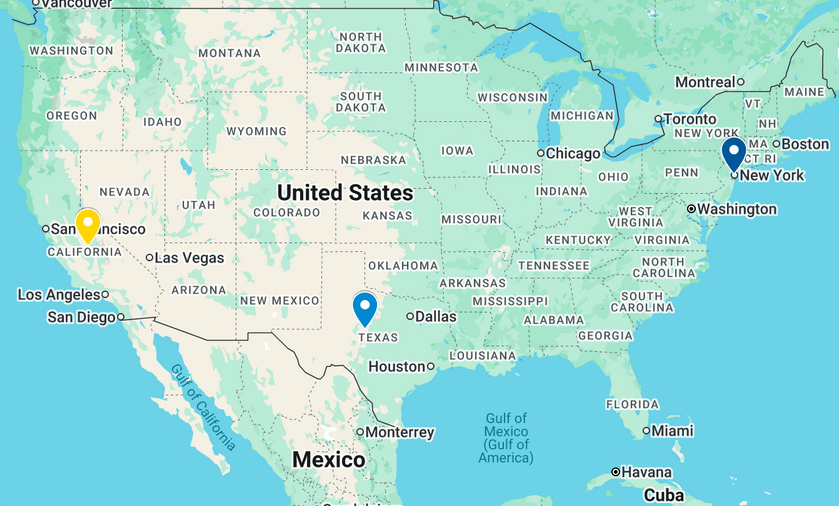 Vancouver
WASHINGTON
MONTANA
NORTH
DAKOTA
MINNESOTA
Montreal
MAINE
OREGON
IDAHO
SOUTH
DAKOTA
WISCONSIN
MICHIGAN
Toronto
VT
NH
NEW YORK
MA
Boston
WYOMING
NEBRASKA
IOWA
Chicago
CT RI
ILLINOIS
OHIO
PENN
New York
NEVADA
UTAH
United States
COLORADO
KANSAS
MISSOURI
INDIANA
Washington
WEST
VIRGINIA
San Francisco
CALIFORNIA
Las Vegas
KENTUCKY
VIRGINIA
OKLAHOMA
TENNESSEE
NORTH
CAROLINA
Los Angeles
ARIZONA
NEW MEXICO
ARKANSAS
MISSISSIPPI
SOUTH
CAROLINA
San Diego
Dallas
ALABAMA
TEXAS
GEORGIA
Houston
LOUISIANA
Gulf of California
FLORIDA
Gulf of
Mexico
(Gulf of
America)
Monterrey
Miami
Mexico
Havana
Cuba